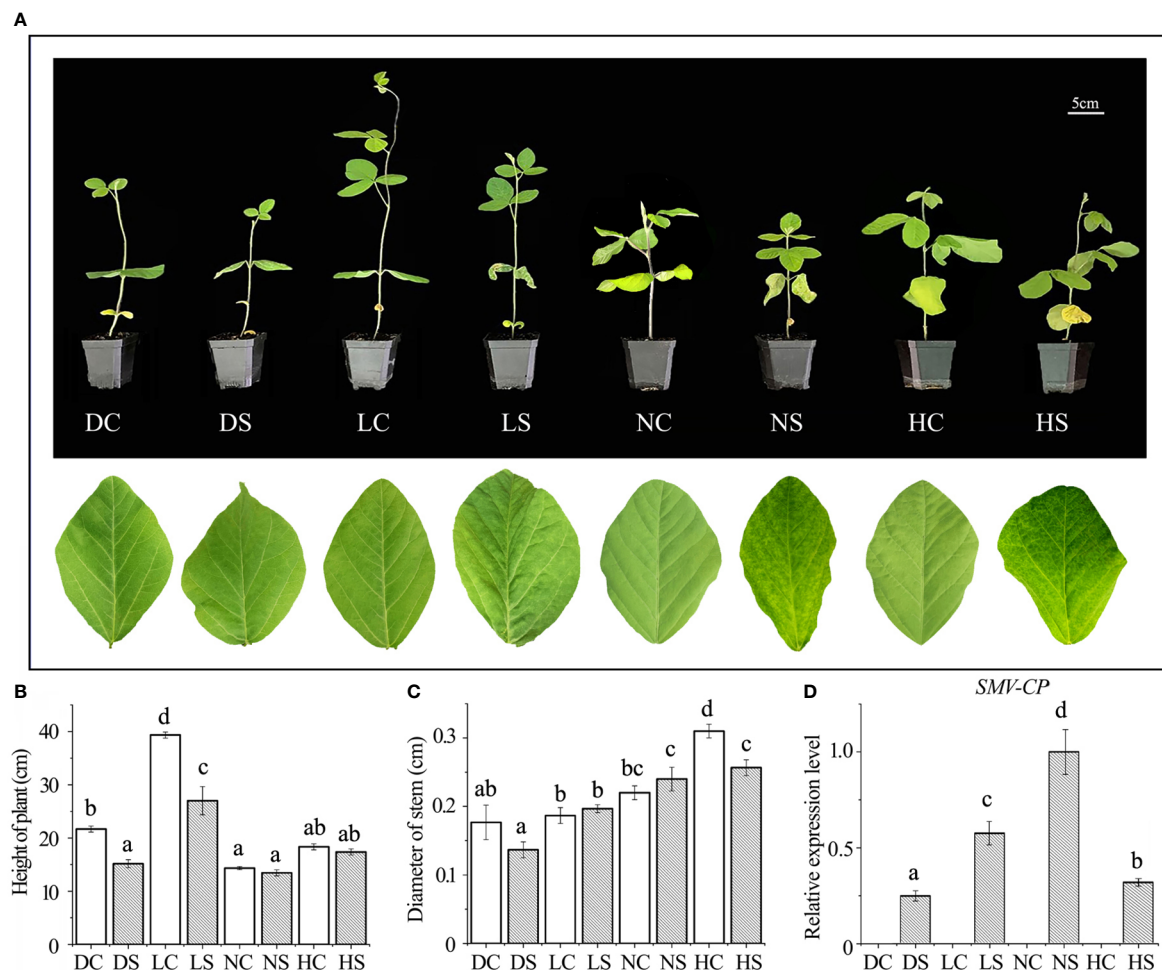 A
5cm
DC DS LC LS NC NS HC HS
B
Height of plant (cm)
40
30
20
10
0
b
a
d
c
a
a
ab
ab
DC DS LC LS NC NS HC HS
C
Diameter of stem (cm)
0.3
0.2
0.1
0
ab
a
b
b
bc
c
d
c
DC DS LC LS NC NS HC HS
D
SMV-CP
Relative expression level
1.0
0.5
0
a
c
d
b
DC DS LC LS NC NS HC HS